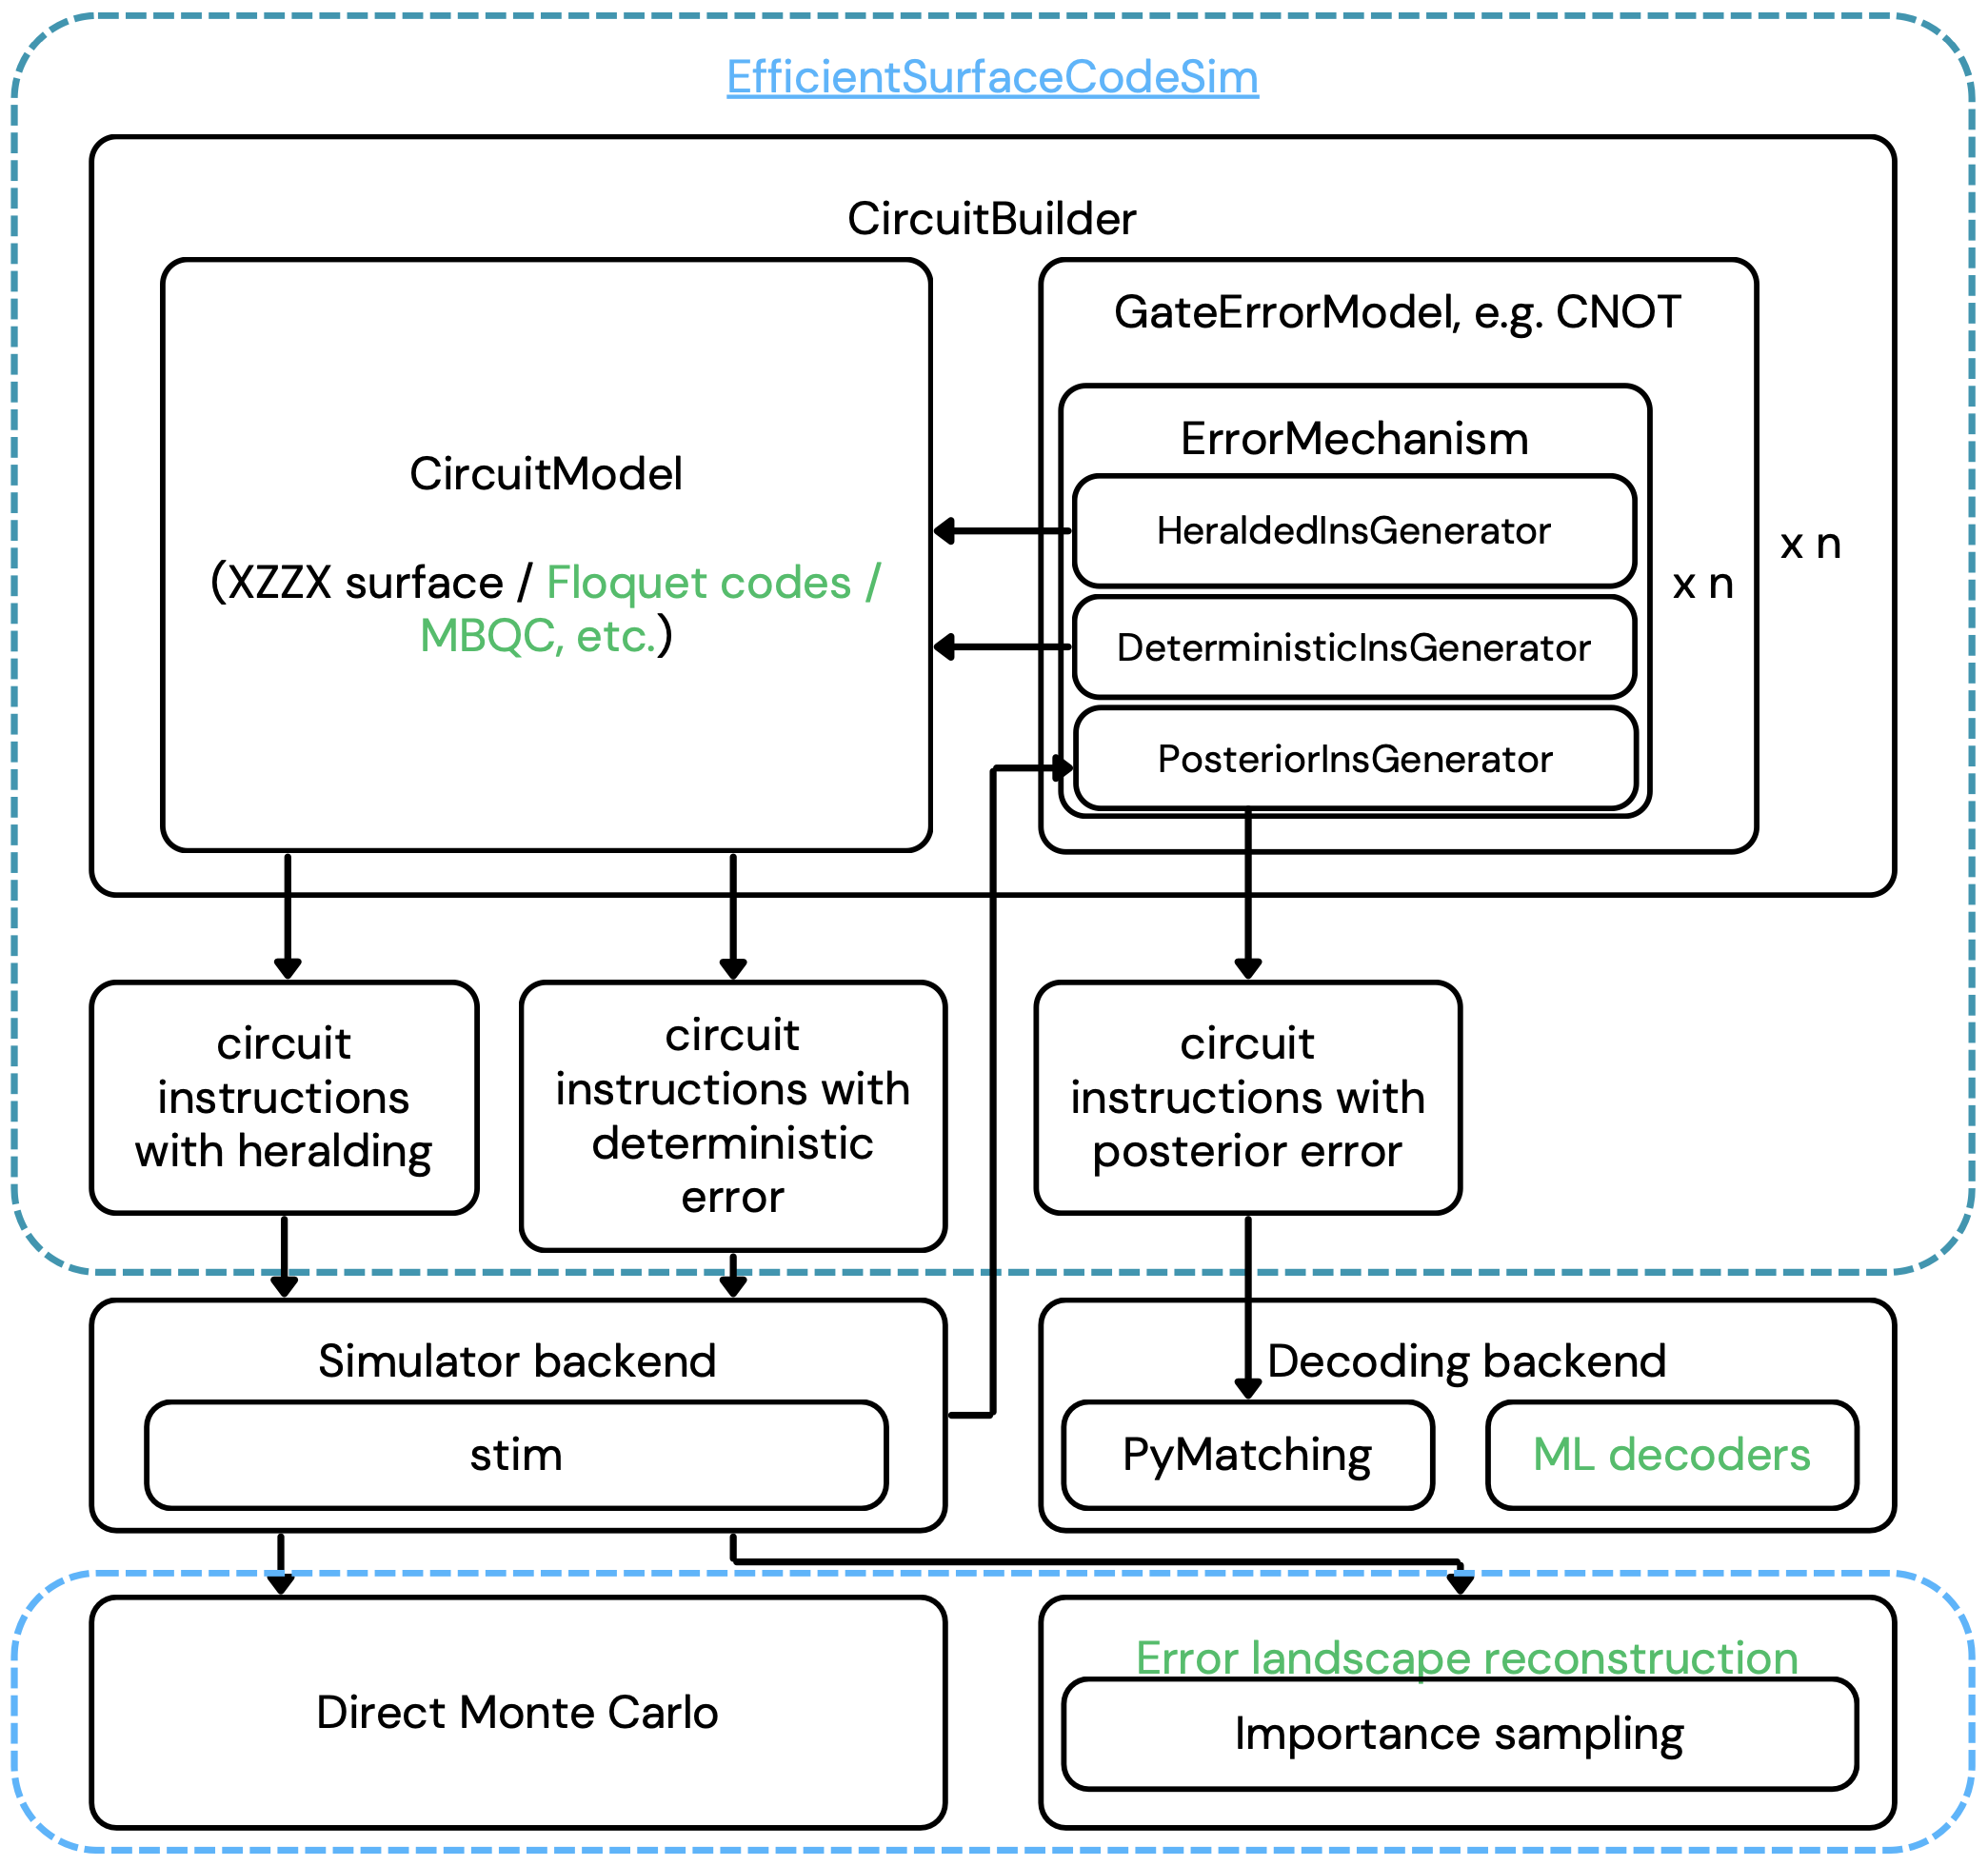 EfficientSurfaceCodeSim
CircuitBuilder
CircuitModel
(XZZX surface / Floquet codes /
MBQC, etc.)
GateErrorModel, e.g. CNOT
ErrorMechanism
HeraldedInsGenerator
DeterministicInsGenerator
PosteriorInsGenerator
x n
x n
circuit
instructions
with heralding
circuit
instructions with
deterministic
error
circuit
instructions with
posterior error
Simulator backend
stim
Decoding backend
PyMatching
ML decoders
Direct Monte Carlo
Error landscape reconstruction
Importance sampling